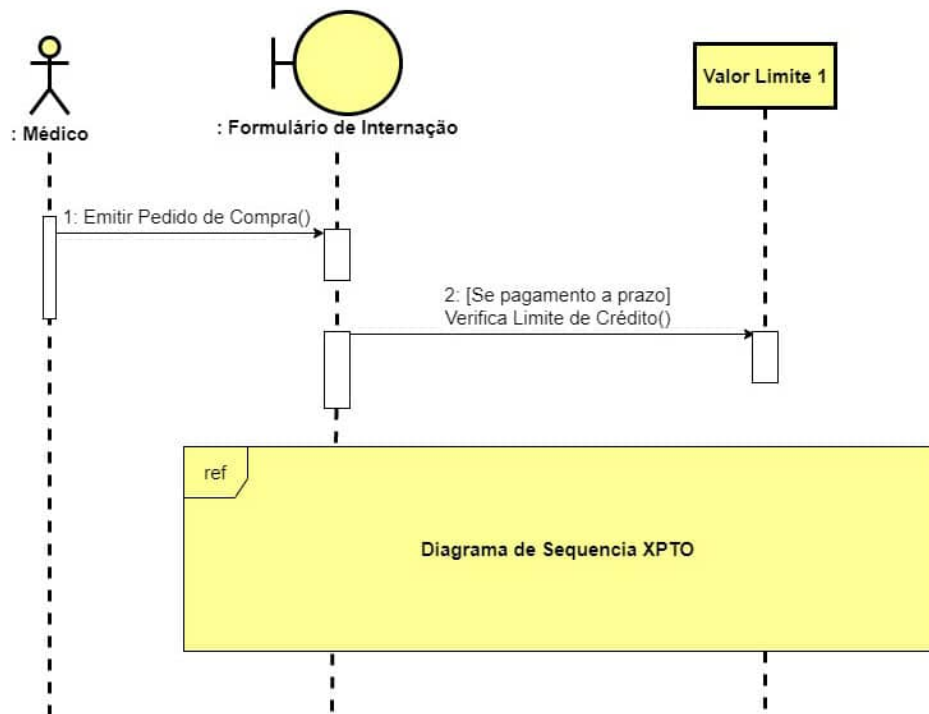 : Médico
: Formulário de Internação
Valor Limite 1
1: Emitir Pedido de Compra()
2: [Se pagamento a prazo]
Verifica Limite de Crédito()
ref
Diagrama de Sequencia XPTO